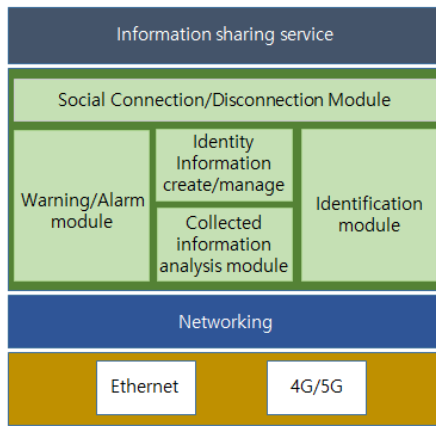 Information sharing service
Social Connection/Disconnection Module
Warning/Alarm
module
Identity
Information
create/manage
Collected
information
analysis module
Identification
module
Networking
Ethernet
4G/5G